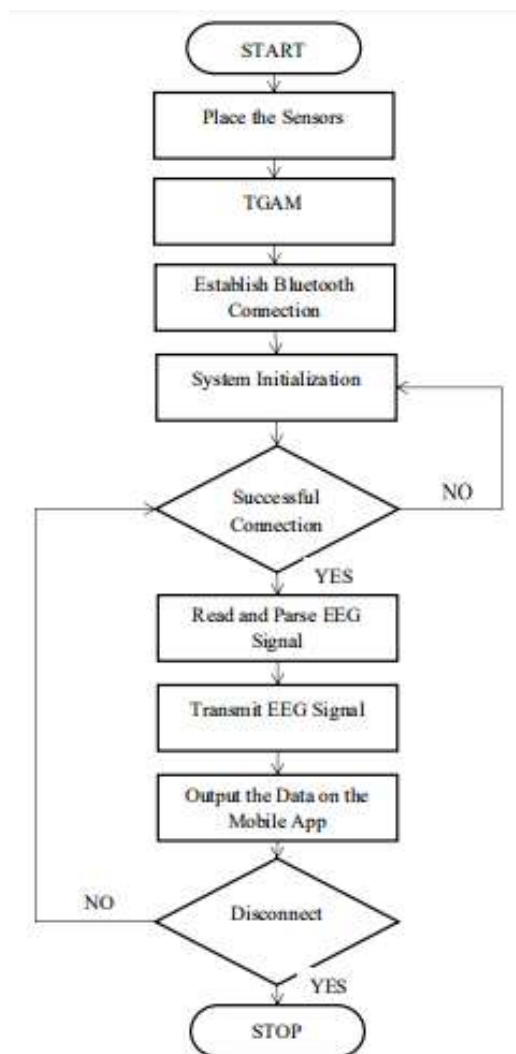 START
Place the Sensors
TGAM
Establish Bluetooth
Connection
System Initialization
Successful
Connection
NO
YES
Read and Parse EEG
Signal
Transmit EEG Signal
Output the Data on the
Mobile App
NO
Disconnect
YES
STOP